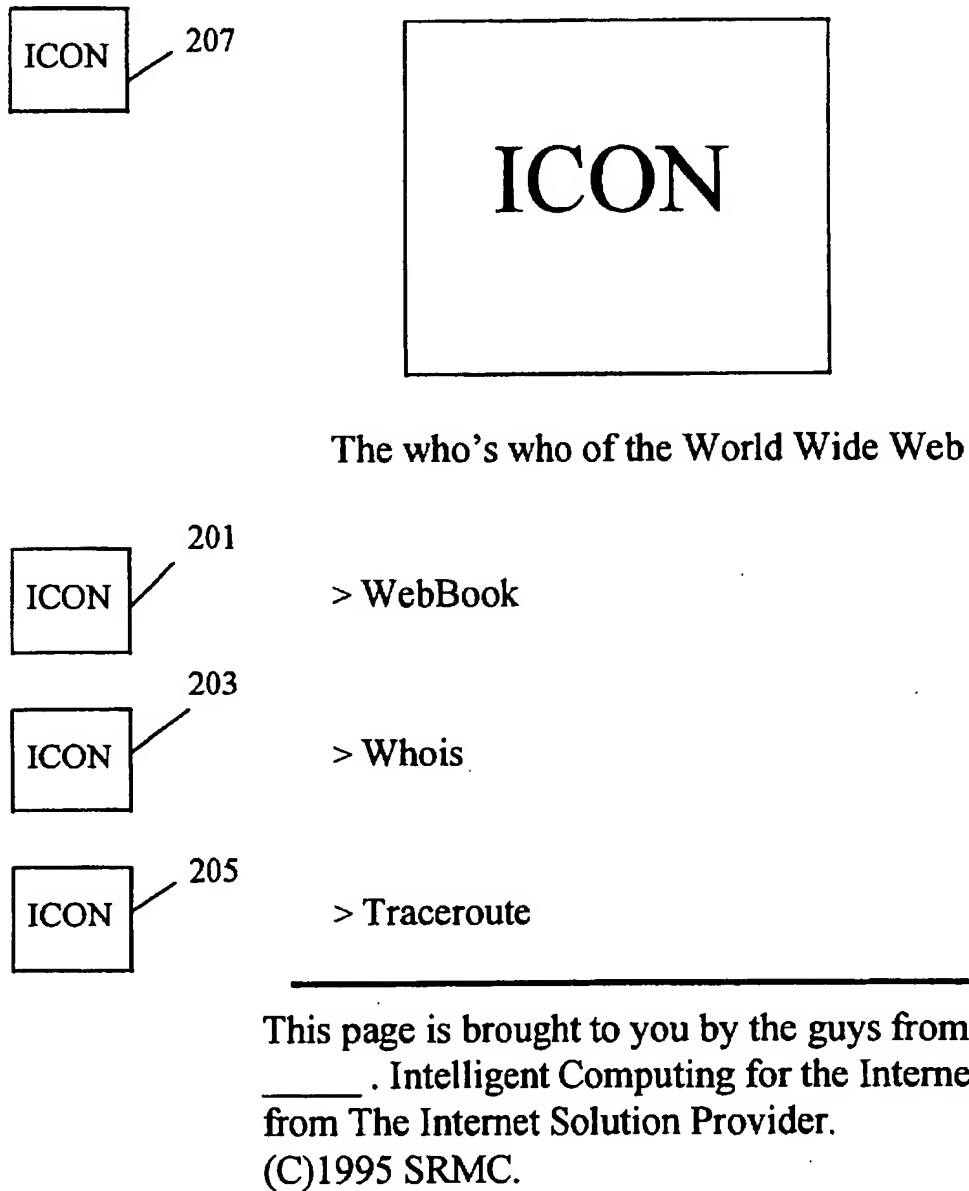 ICON 207
ICON
The who's who of the World Wide Web
201
ICON > WebBook
203
ICON > Whois
205
ICON > Traceroute
This page is brought to you by the guys from
_____ . Intelligent Computing for the Interne
from The Internet Solution Provider.
(C)1995 SRMC.